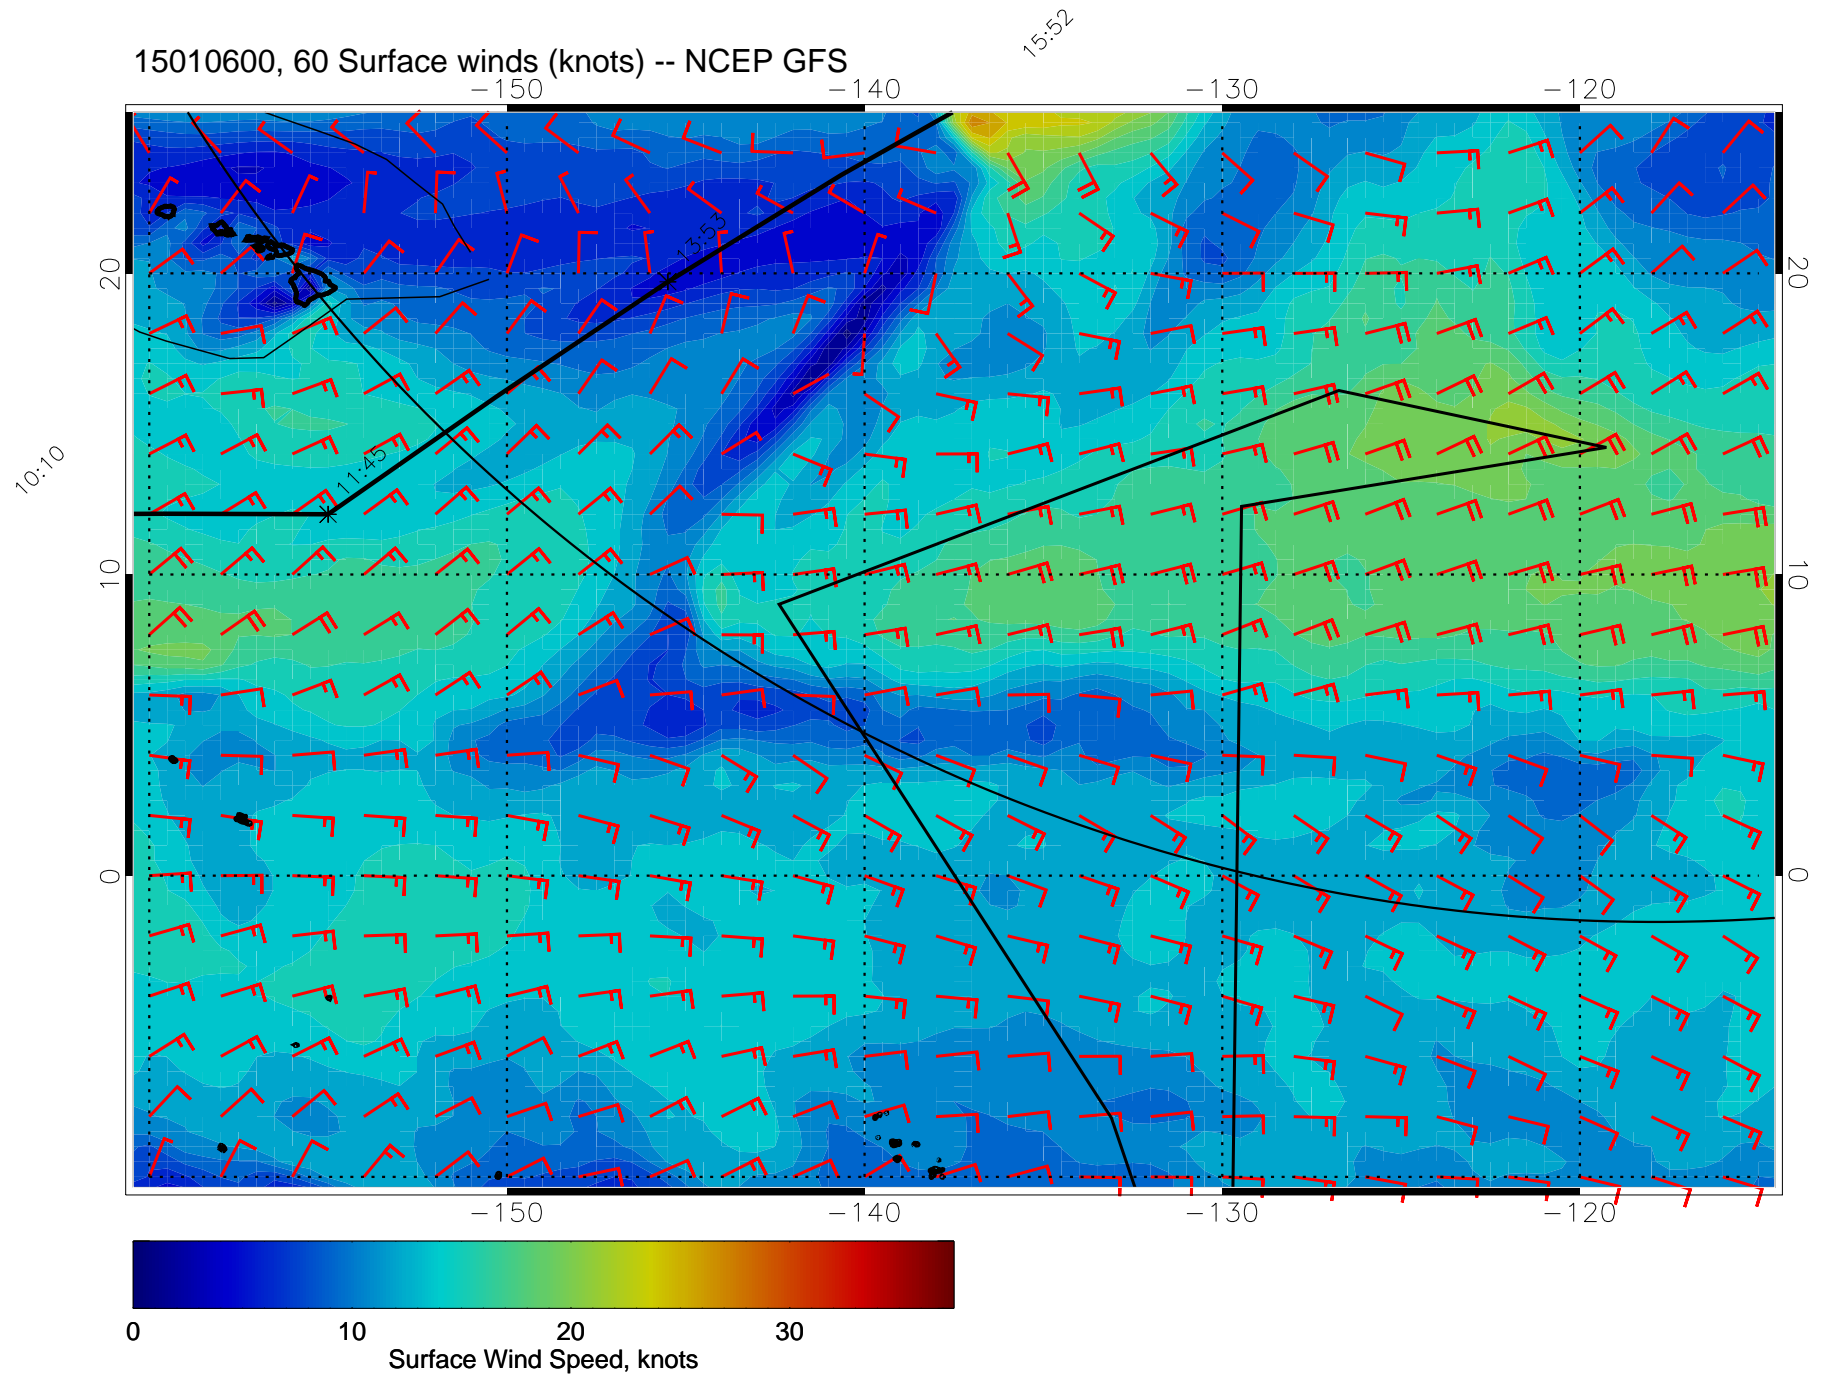 15:52
15010600, 60 Surface winds (knots) -- NCEP GFS
-150 -140 -130 -120
13:53
20 20
11:45
10:10
10 10
0 0
-150 -140 -130 -120
0 10 20 30
Surface Wind Speed, knots